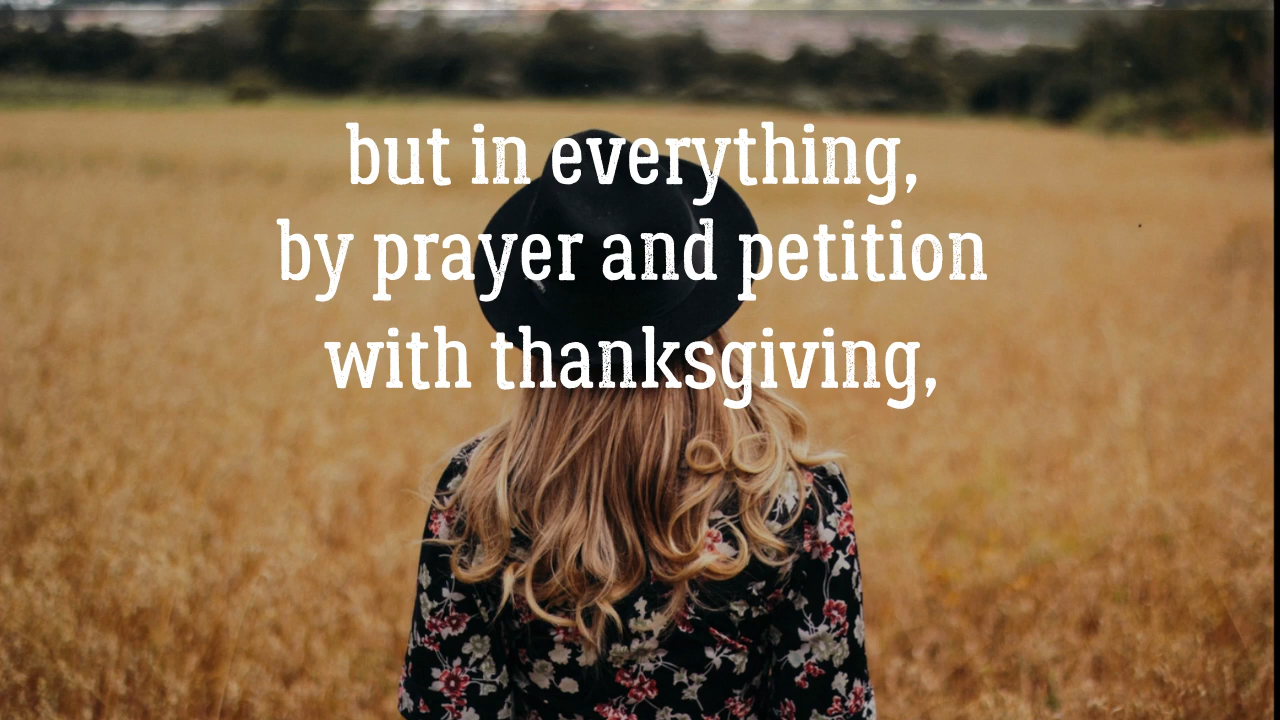 but in everything,
by prayer and petition
with thanksgiving,